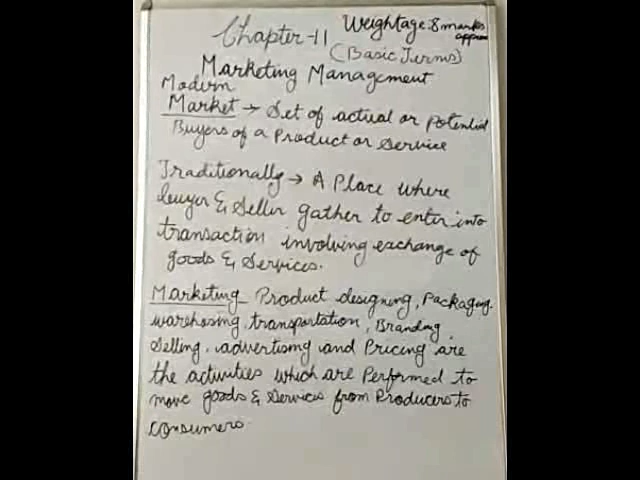 Chapter-11 Weightage:8 marks
approx
(Basic Terms)
Marketing Management
Modern
Market → Set of actual or potential
Buyers of a Product or Service
Traditionally → A Place where
buyer & Seller gather to enter into
transaction involving exchange of
goods & Services.
Marketing Product designing, Packaging,
warehosing, transportation, Branding,
Selling, advertising and Pricing are
the activities which are Performed to
move goods & Services from Producers to
consumers.